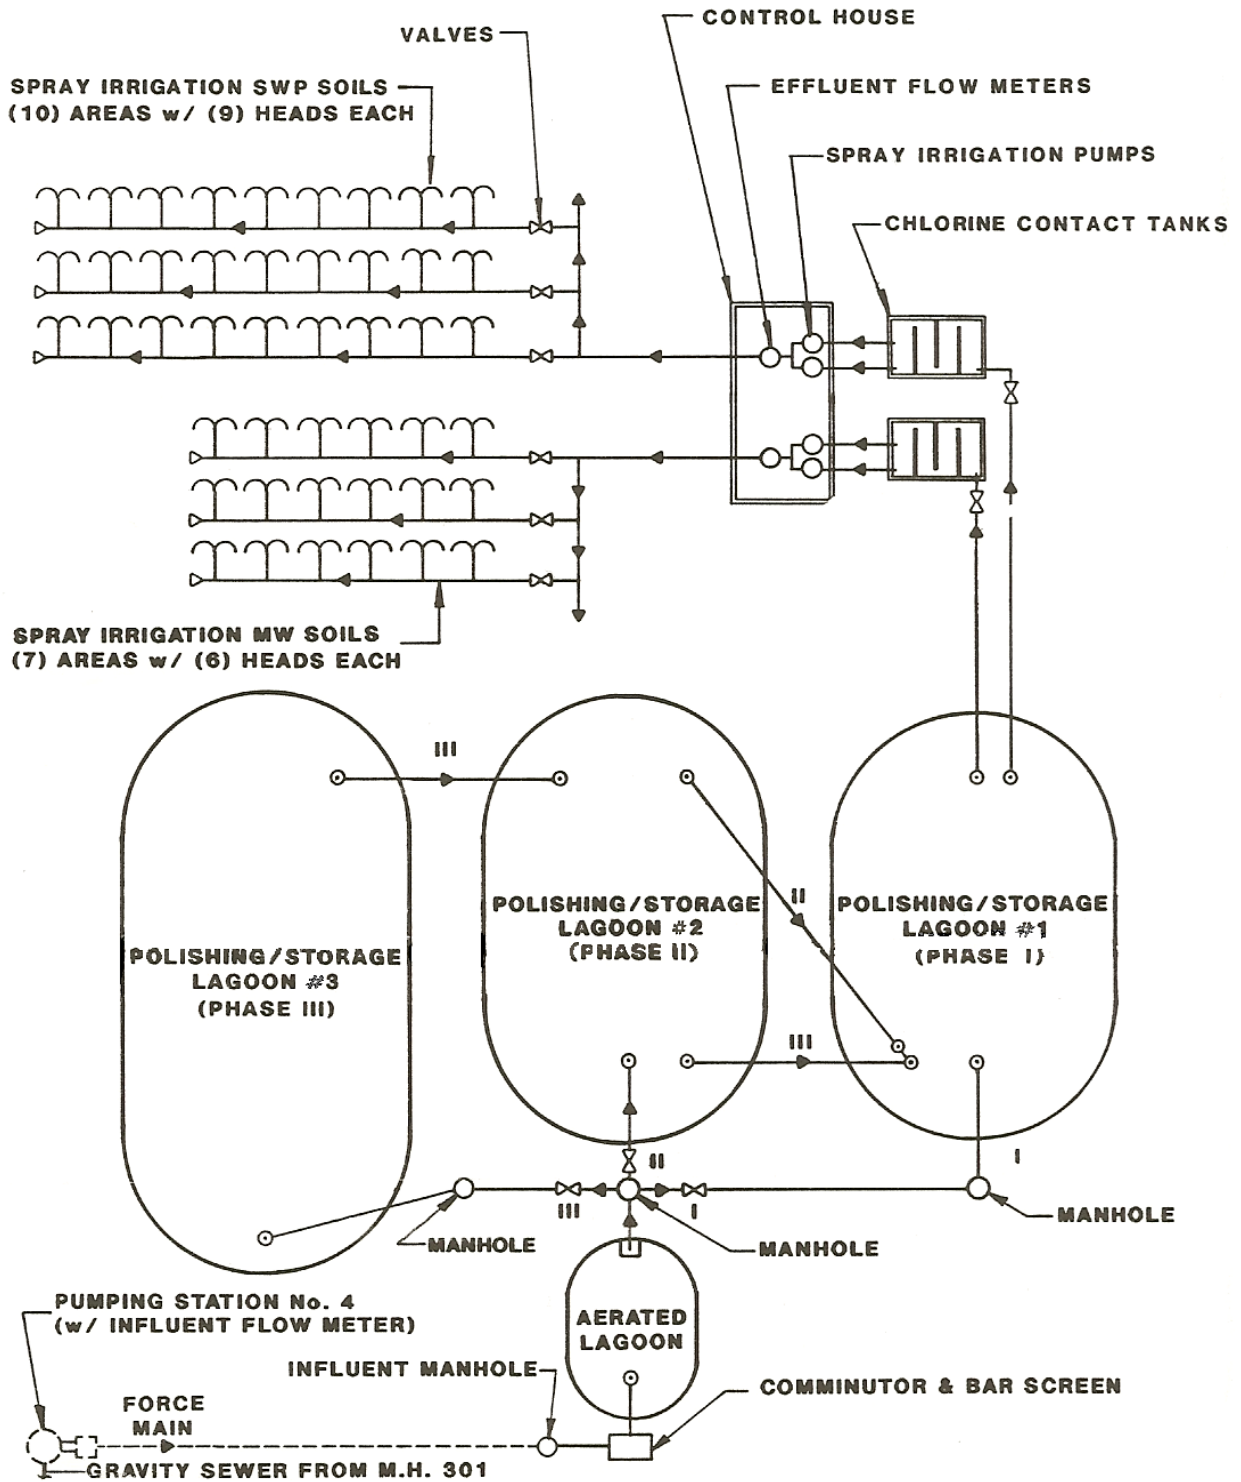 CONTROL HOUSE
VALVES
SPRAY IRRIGATION SWP SOILS
(10) AREAS w/ (9) HEADS EACH
EFFLUENT FLOW METERS
SPRAY IRRIGATION PUMPS
CHLORINE CONTACT TANKS
SPRAY IRRIGATION MW SOILS
(7) AREAS w/ (6) HEADS EACH
III
II
POLISHING/STORAGE
LAGOON #3
(PHASE III)
POLISHING/STORAGE
LAGOON #2
(PHASE II)
POLISHING/STORAGE
LAGOON #1
(PHASE I)
III
II
I
III
I
MANHOLE
MANHOLE
MANHOLE
PUMPING STATION No. 4
(w/ INFLUENT FLOW METER)
AERATED
LAGOON
INFLUENT MANHOLE
COMMINUTOR & BAR SCREEN
FORCE
MAIN
GRAVITY SEWER FROM M.H. 301